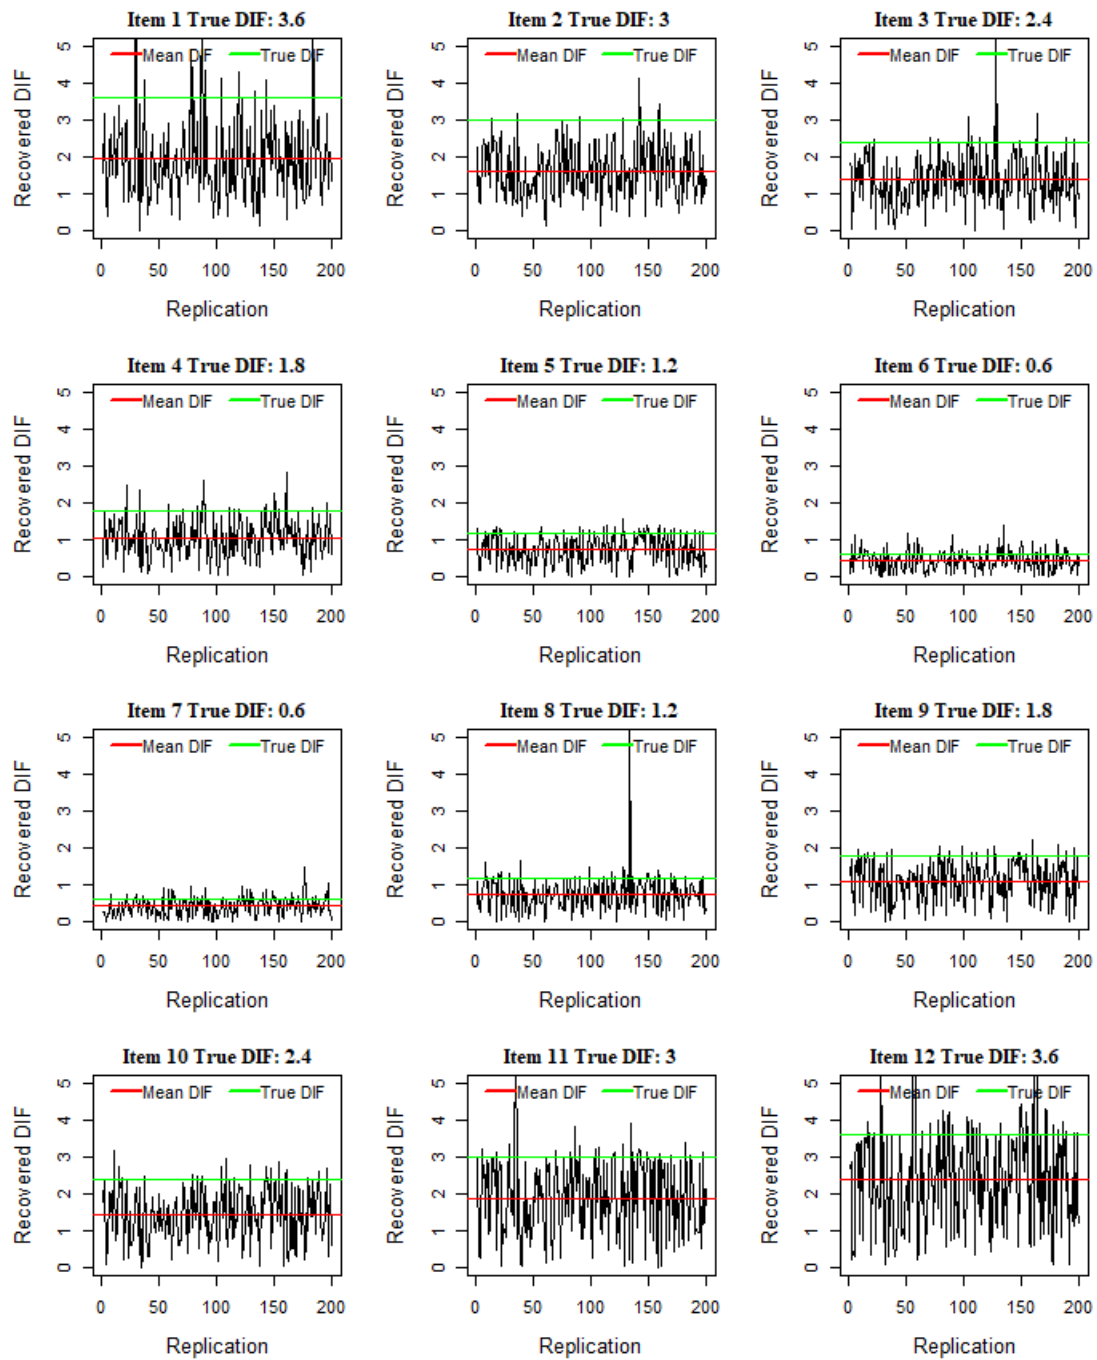 Item 1 True DIF: 3.6
Mean DIF True DIF
Recovered DIF
0 1 2 3 4 5
0 50 100 150 200
Replication
Item 2 True DIF: 3
Mean DIF True DIF
Recovered DIF
0 1 2 3 4 5
0 50 100 150 200
Replication
Item 3 True DIF: 2.4
Mean DIF True DIF
Recovered DIF
0 1 2 3 4 5
0 50 100 150 200
Replication
Item 4 True DIF: 1.8
Mean DIF True DIF
Recovered DIF
0 1 2 3 4 5
0 50 100 150 200
Replication
Item 5 True DIF: 1.2
Mean DIF True DIF
Recovered DIF
0 1 2 3 4 5
0 50 100 150 200
Replication
Item 6 True DIF: 0.6
Mean DIF True DIF
Recovered DIF
0 1 2 3 4 5
0 50 100 150 200
Replication
Item 7 True DIF: 0.6
Mean DIF True DIF
Recovered DIF
0 1 2 3 4 5
0 50 100 150 200
Replication
Item 8 True DIF: 1.2
Mean DIF True DIF
Recovered DIF
0 1 2 3 4 5
0 50 100 150 200
Replication
Item 9 True DIF: 1.8
Mean DIF True DIF
Recovered DIF
0 1 2 3 4 5
0 50 100 150 200
Replication
Item 10 True DIF: 2.4
Mean DIF True DIF
Recovered DIF
0 1 2 3 4 5
0 50 100 150 200
Replication
Item 11 True DIF: 3
Mean DIF True DIF
Recovered DIF
0 1 2 3 4 5
0 50 100 150 200
Replication
Item 12 True DIF: 3.6
Mean DIF True DIF
Recovered DIF
0 1 2 3 4 5
0 50 100 150 200
Replication